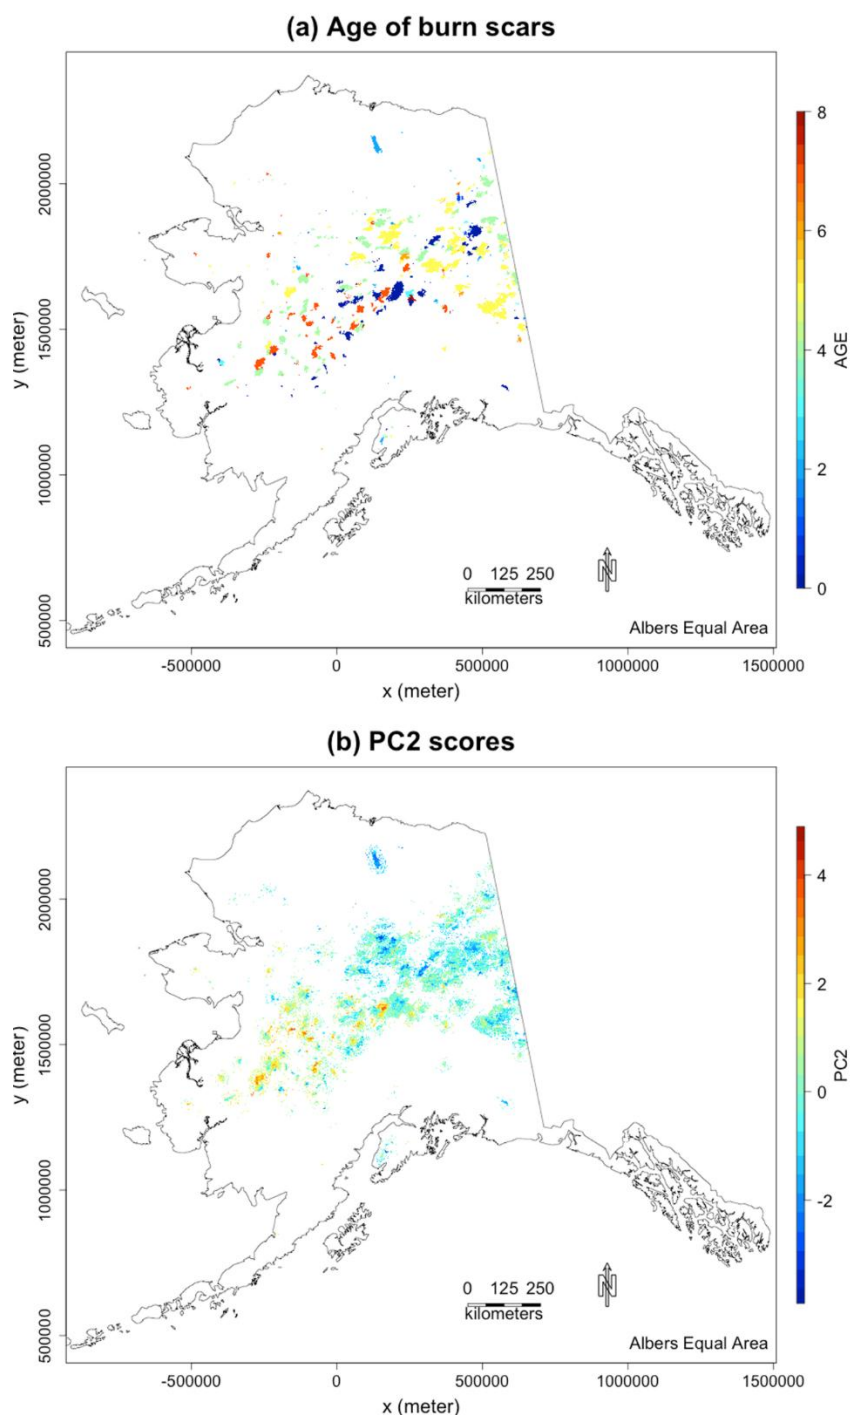 (a) Age of burn scars
y (meter)
2000000
1500000
1000000
500000
8
6
4
2
0
AGE
0 125 250
kilometers
N
Albers Equal Area
-500000 0 500000 1000000 1500000
x (meter)
(b) PC2 scores
y (meter)
2000000
1500000
1000000
500000
4
2
0
-2
PC2
0 125 250
kilometers
N
Albers Equal Area
-500000 0 500000 1000000 1500000
x (meter)